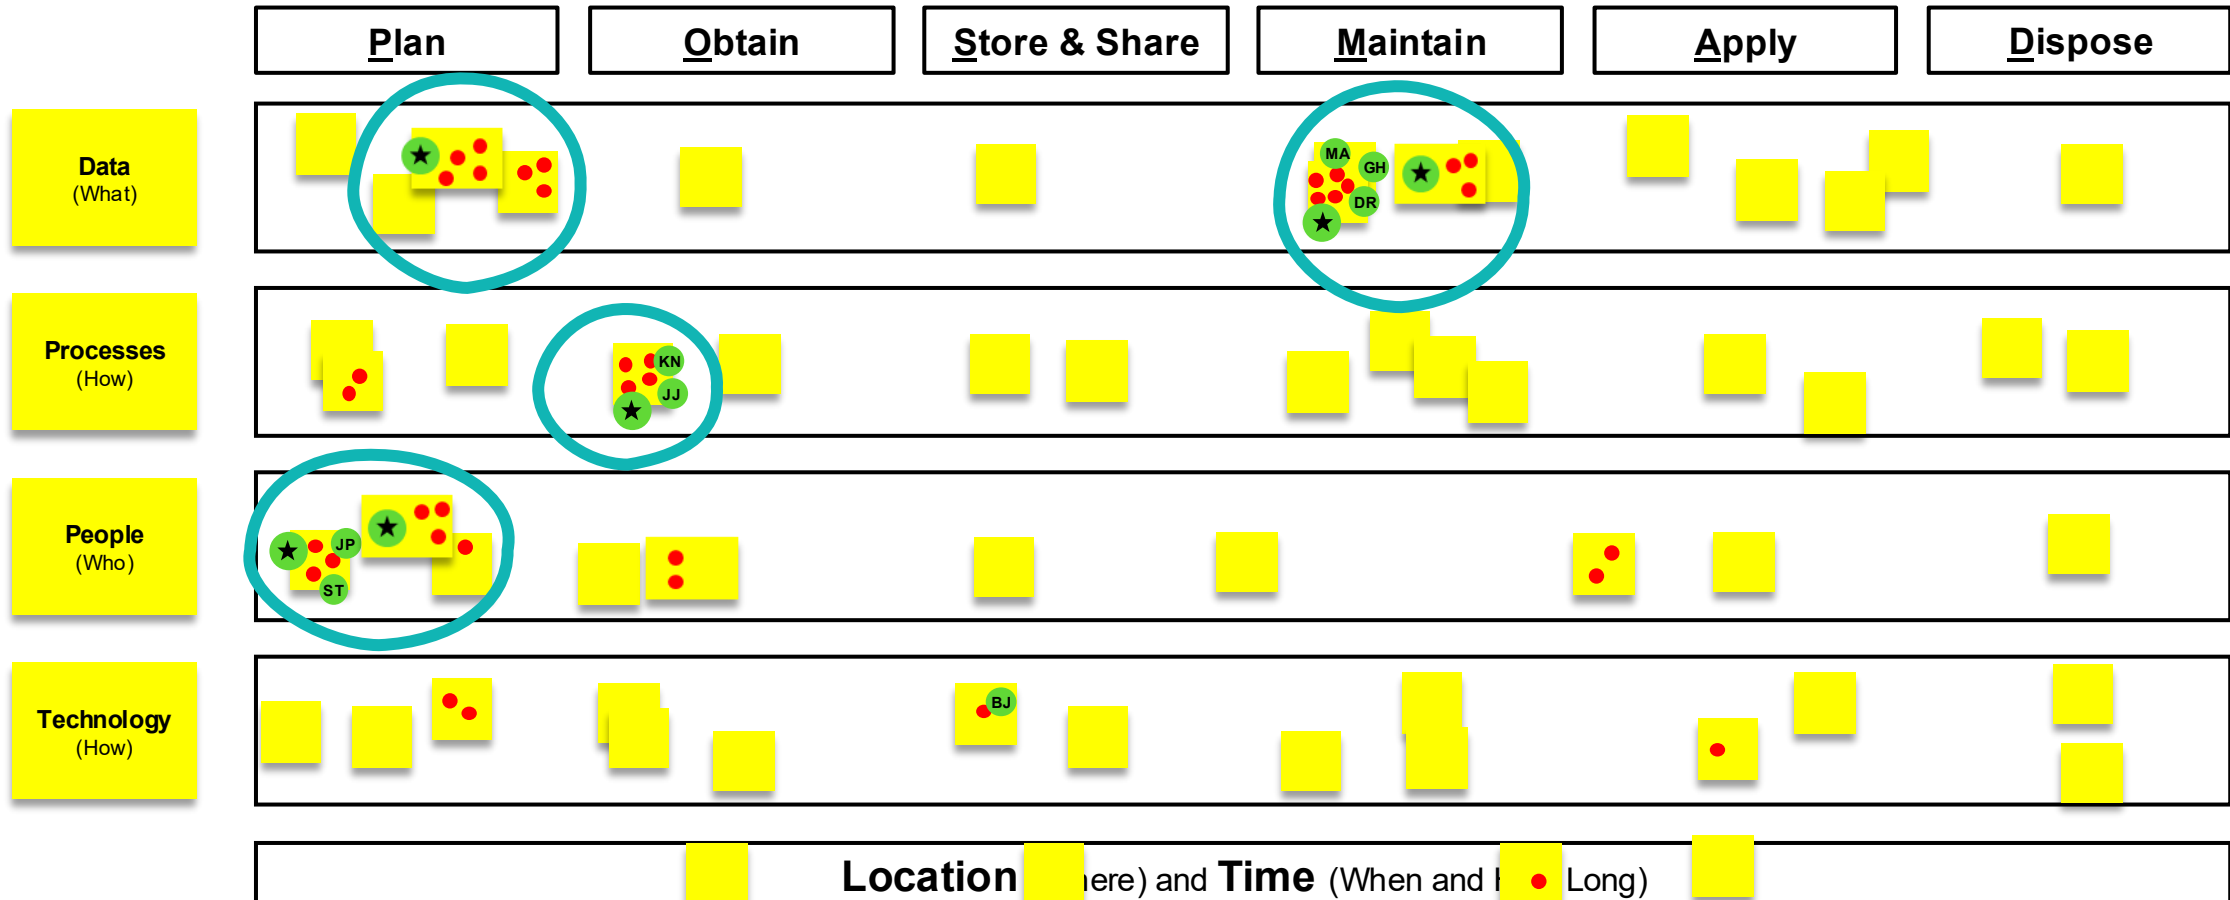 Plan
Obtain
Store & Share
Maintain
Apply
Dispose
Data
(What)
MA
GH
DR
Processes
(How)
KN
JJ
People
(Who)
JP
ST
Technology
(How)
BJ
Location ere) and Time (When and Long)